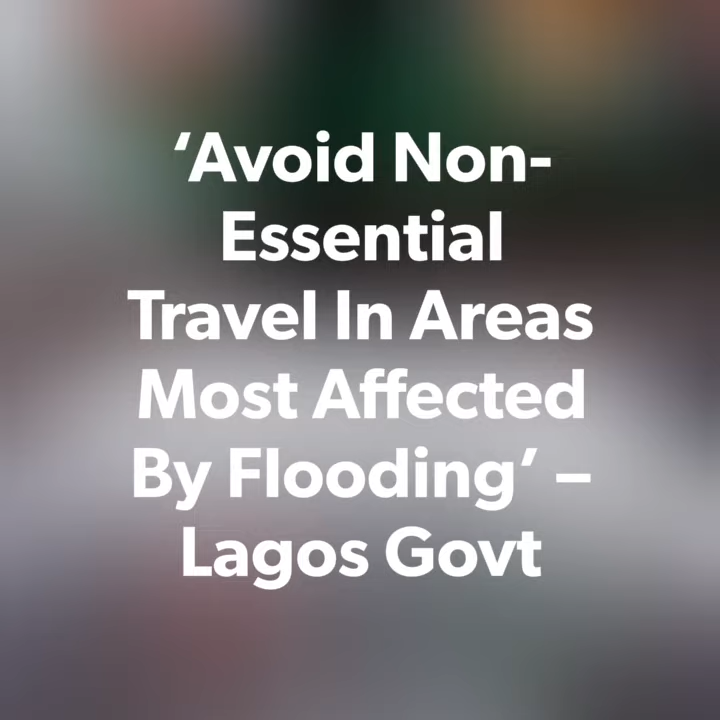 ‘Avoid Non-
Essential
Travel In Areas
Most Affected
By Flooding’ –
Lagos Govt